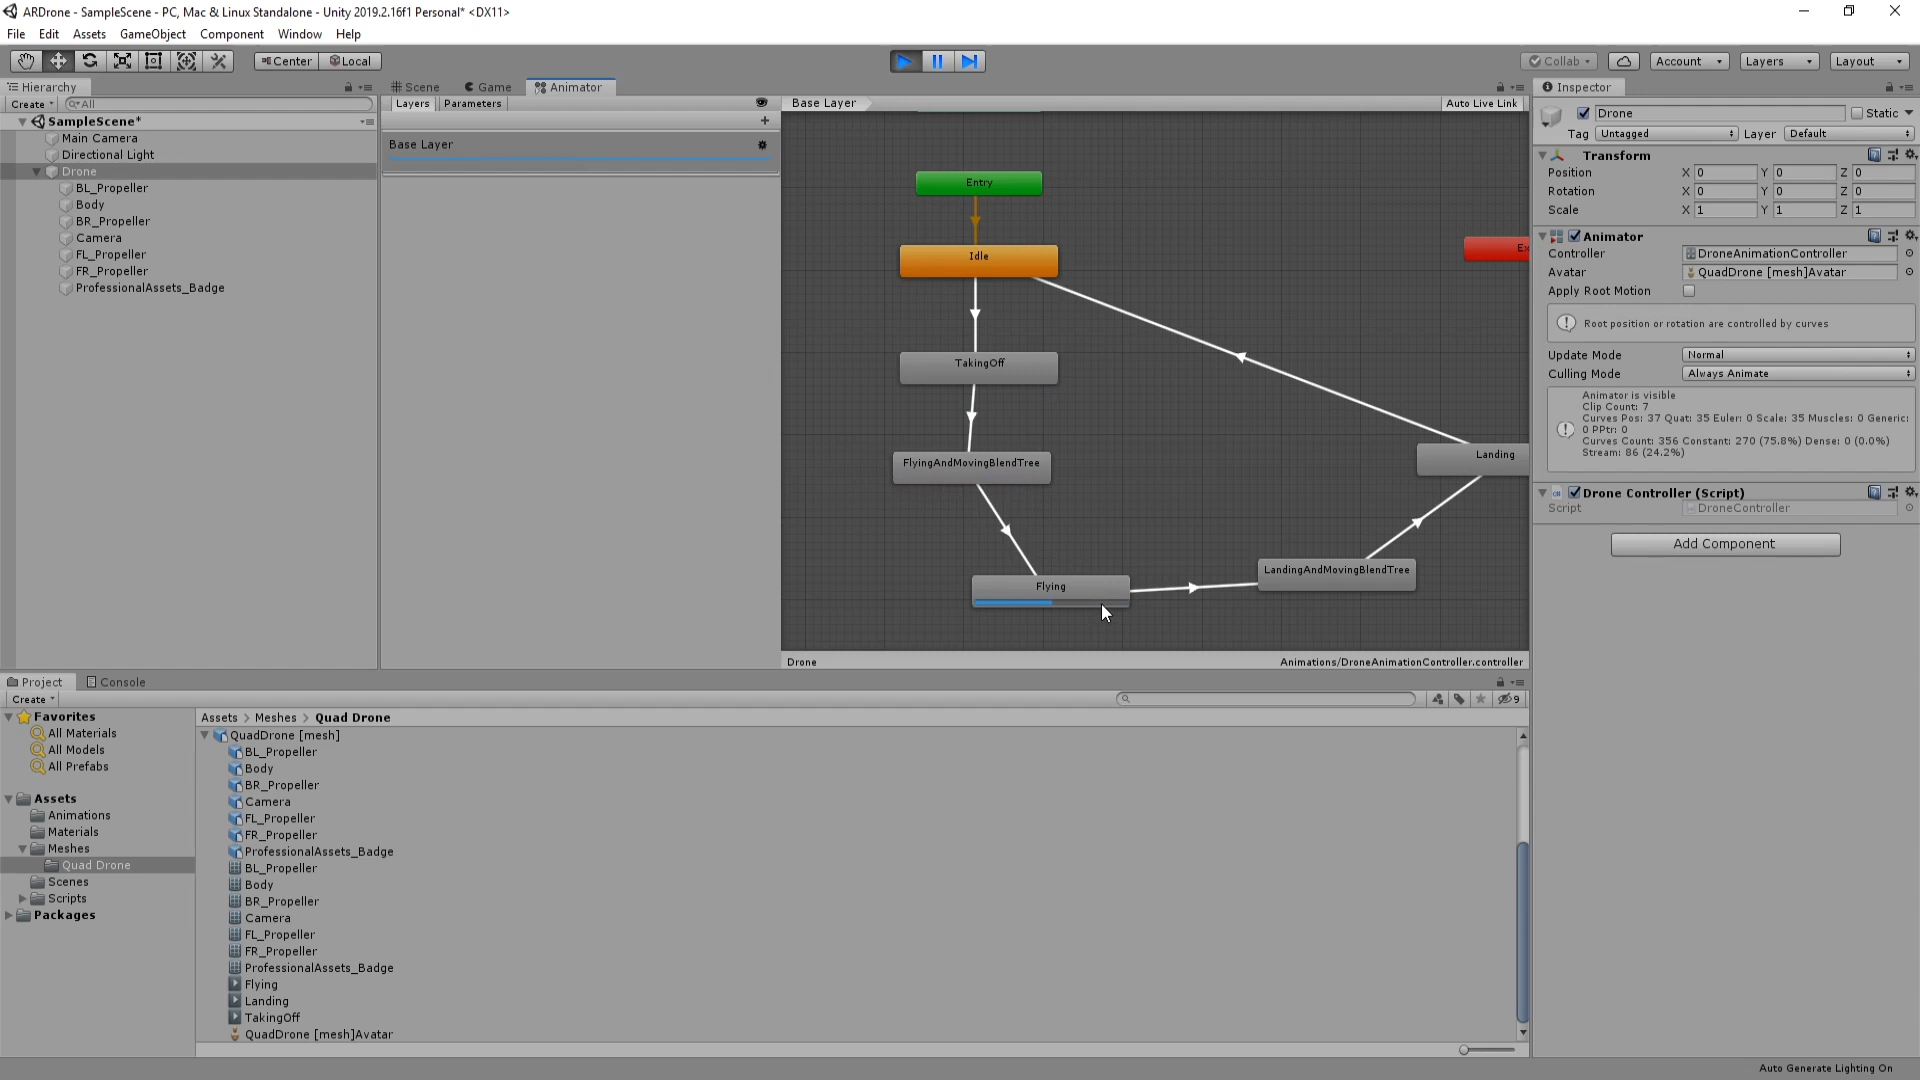 ARDrone - SampleScene - PC, Mac & Linux Standalone - Unity 2019.2.16f1 Personal* <DX11>
File Edit Assets GameObject Component Window Help
Center Local Collab Account Layers Layout
Hierarchy
Create All
SampleScene*
Main Camera
Directional Light
Drone
BL_Propeller
Body
BR_Propeller
Camera
FL_Propeller
FR_Propeller
ProfessionalAssets_Badge
Scene Game Animator
Layers Parameters
Base Layer
Base Layer Auto Live Link
Entry
Idle
TakingOff
FlyingAndMovingBlendTree
Flying
LandingAndMovingBlendTree
Landing
Drone Animations/DroneAnimationController.controller
Inspector
Drone Static
Tag Untagged Layer Default
Transform
Position X 0 Y 0 Z 0
Rotation X 0 Y 0 Z 0
Scale X 1 Y 1 Z 1
Animator
Controller DroneAnimationController
Avatar QuadDrone [mesh]Avatar
Apply Root Motion
Root position or rotation are controlled by curves
Update Mode Normal
Culling Mode Always Animate
Animator is visible
Clip Count: 7
Curves Pos: 37 Quat: 35 Euler: 0 Scale: 35 Muscles: 0 Generic:
0 PPtr: 0
Curves Count: 356 Constant: 270 (75.8%) Dense: 0 (0.0%)
Stream: 86 (24.2%)
Drone Controller (Script)
Script DroneController
Add Component
Project Console
Create
9
Favorites
All Materials
All Models
All Prefabs
Assets
Animations
Materials
Meshes
Quad Drone
Scenes
Scripts
Packages
Assets > Meshes > Quad Drone
QuadDrone [mesh]
BL_Propeller
Body
BR_Propeller
Camera
FL_Propeller
FR_Propeller
ProfessionalAssets_Badge
BL_Propeller
Body
BR_Propeller
Camera
FL_Propeller
FR_Propeller
ProfessionalAssets_Badge
Flying
Landing
TakingOff
QuadDrone [mesh]Avatar
Auto Generate Lighting On